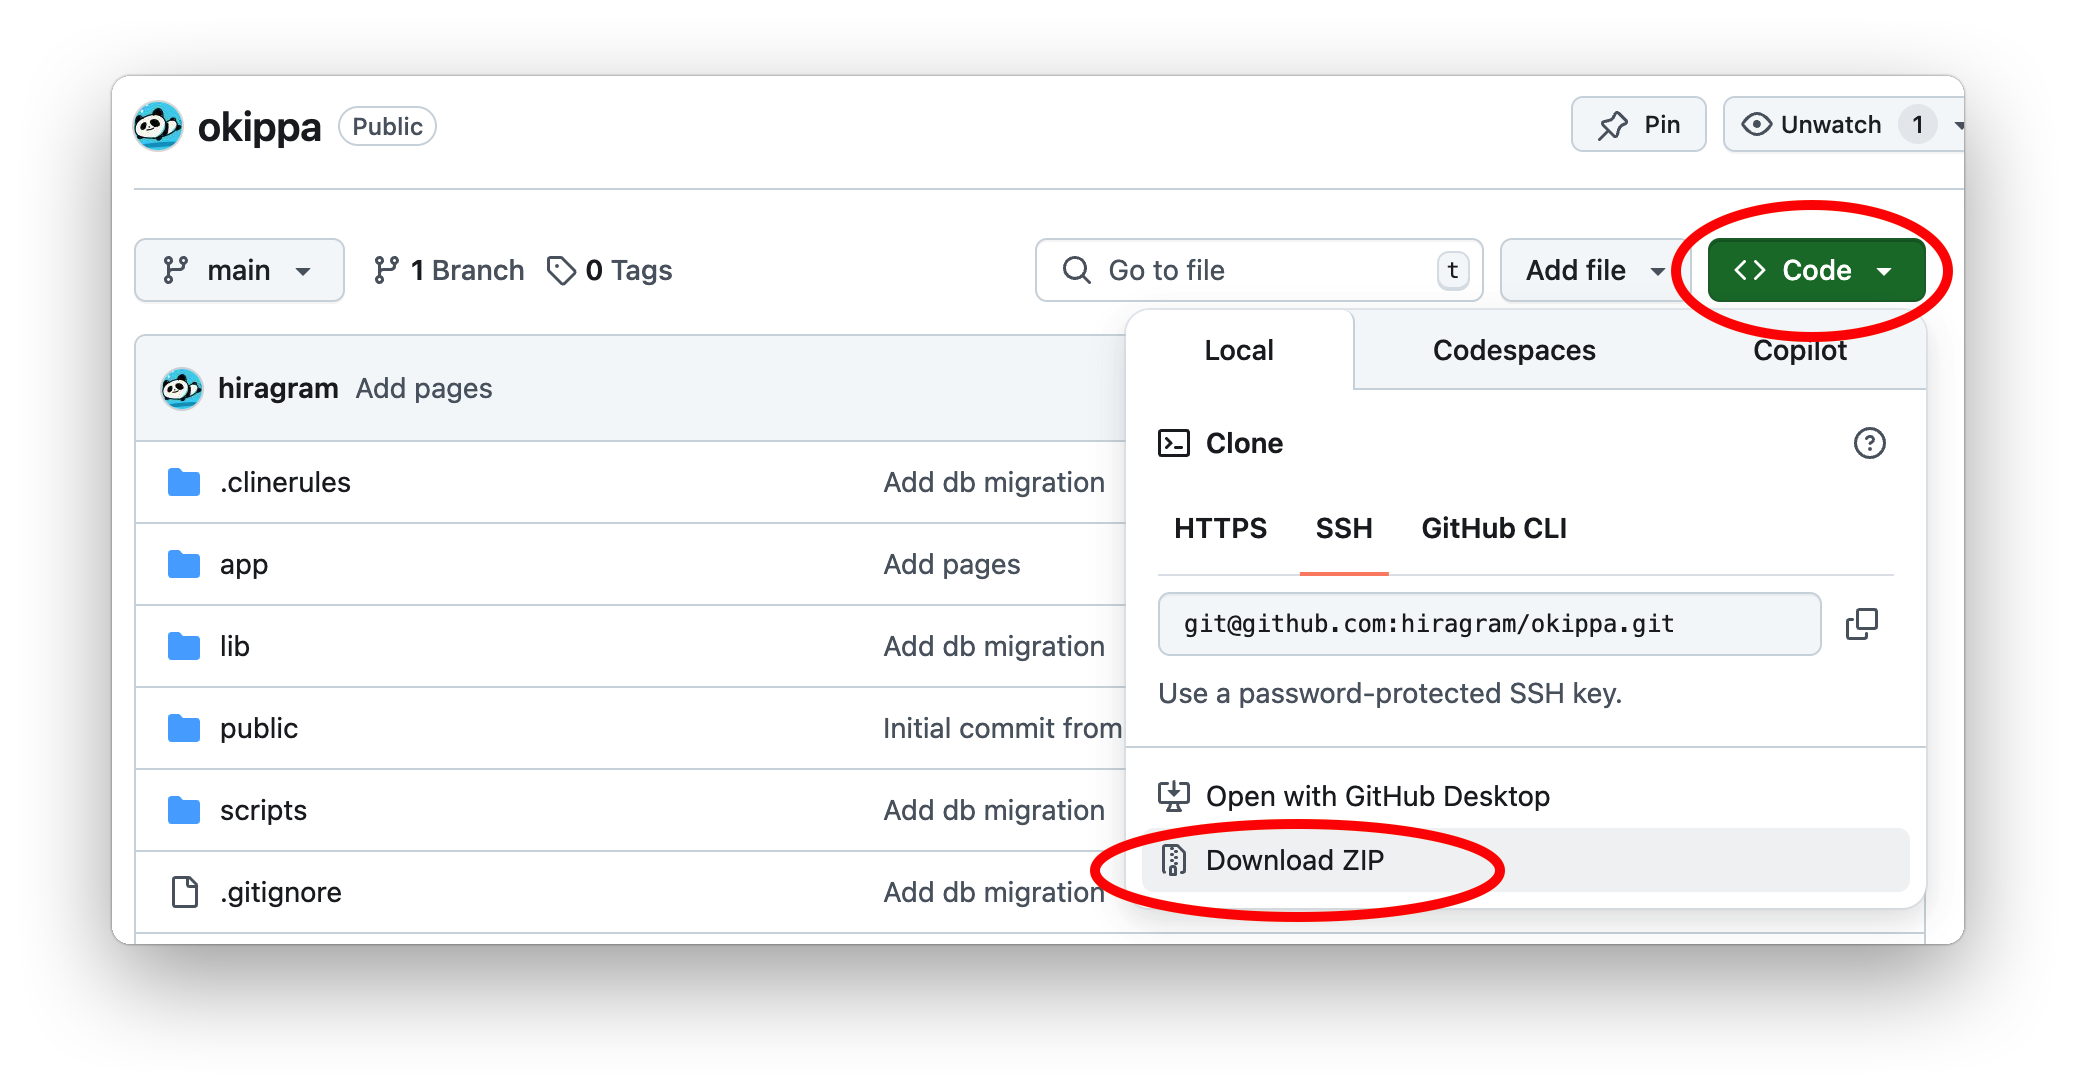 okippa Public
Pin
Unwatch 1
main
1 Branch
0 Tags
Go to file t
Add file
Code
hiragram Add pages
.clinerules Add db migration
app Add pages
lib Add db migration
public Initial commit from
scripts Add db migration
.gitignore Add db migration
Local Codespaces Copilot
Clone
HTTPS SSH GitHub CLI
git@github.com:hiragram/okippa.git
Use a password-protected SSH key.
Open with GitHub Desktop
Download ZIP